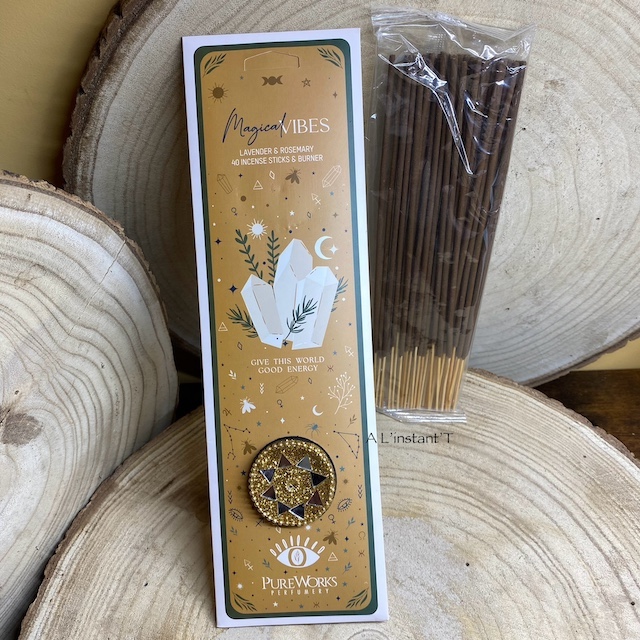 Magical VIBES
LAVENDER & ROSEMARY
40 INCENSE STICKS & BURNER
GIVE THIS WORLD
GOOD ENERGY
A L'instant'T
PUREWORKS
PERFUMERY